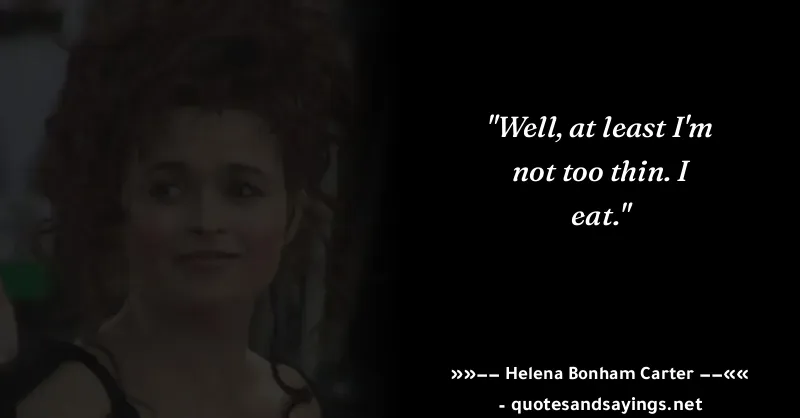 "Well, at least I'm
not too thin. I
eat."
»»−− Helena Bonham Carter −−««
- quotesandsayings.net